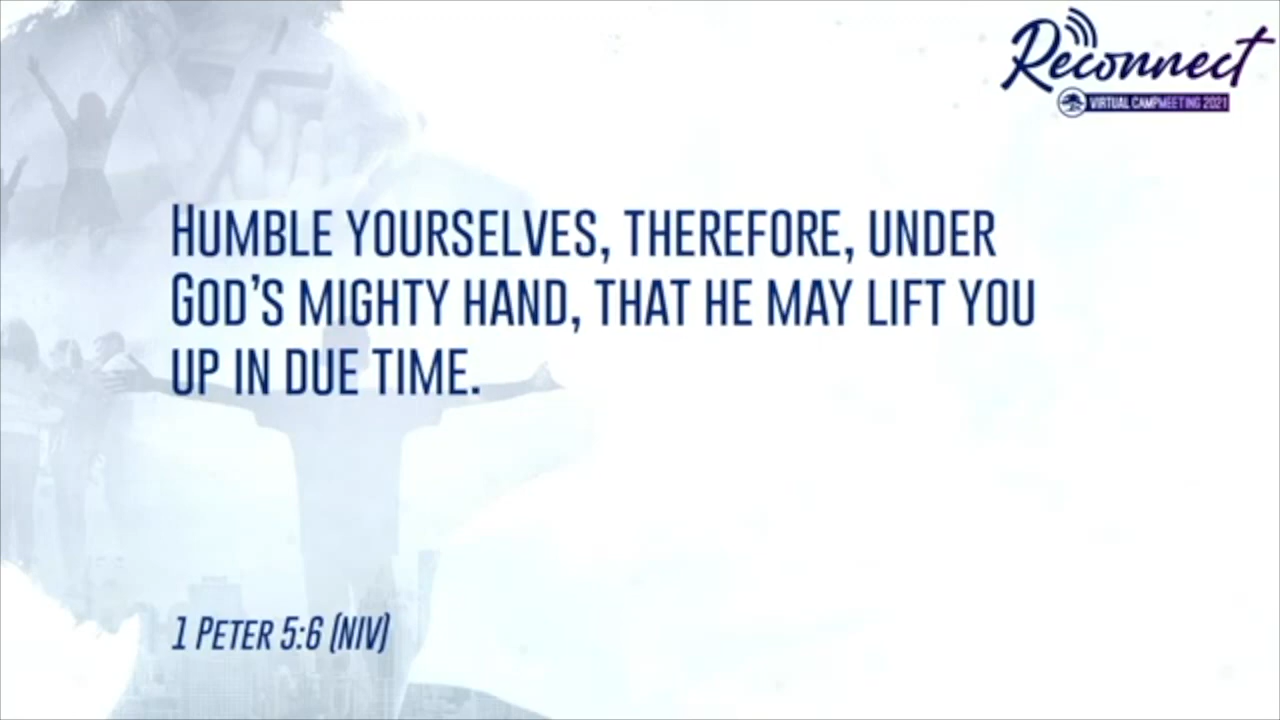 Reconnect
VIRTUAL CAMPMEETING 2021
HUMBLE YOURSELVES, THEREFORE, UNDER
GOD'S MIGHTY HAND, THAT HE MAY LIFT YOU
UP IN DUE TIME.
1 PETER 5:6 (NIV)